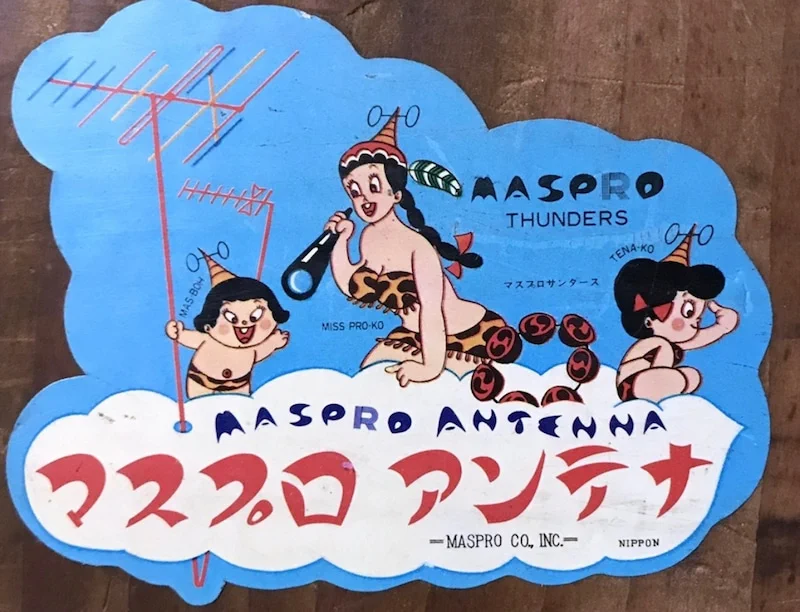 MASPRO
THUNDERS
TENA-KO
MAS-BOH
マスプロサンダース
MISS PRO-KO
MASPRO ANTENNA
マスプロ アンテナ
=MASPRO CO., INC.=
NIPPON